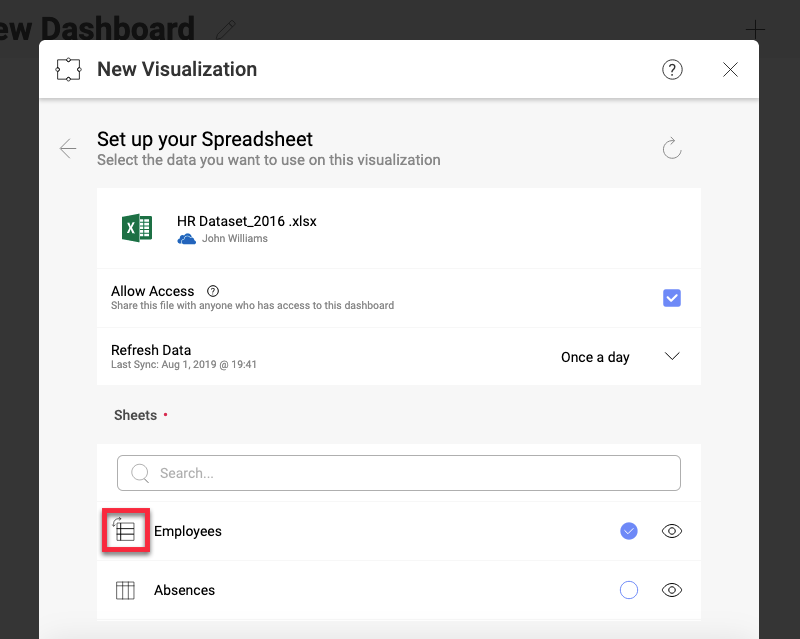 ew Dashboard
New Visualization
?
Set up your Spreadsheet
Select the data you want to use on this visualization
X
HR Dataset_2016 .xlsx
John Williams
Allow Access ?
Share this file with anyone who has access to this dashboard
Refresh Data
Last Sync: Aug 1, 2019 @ 19:41
Once a day
Sheets •
Search...
Employees
Absences